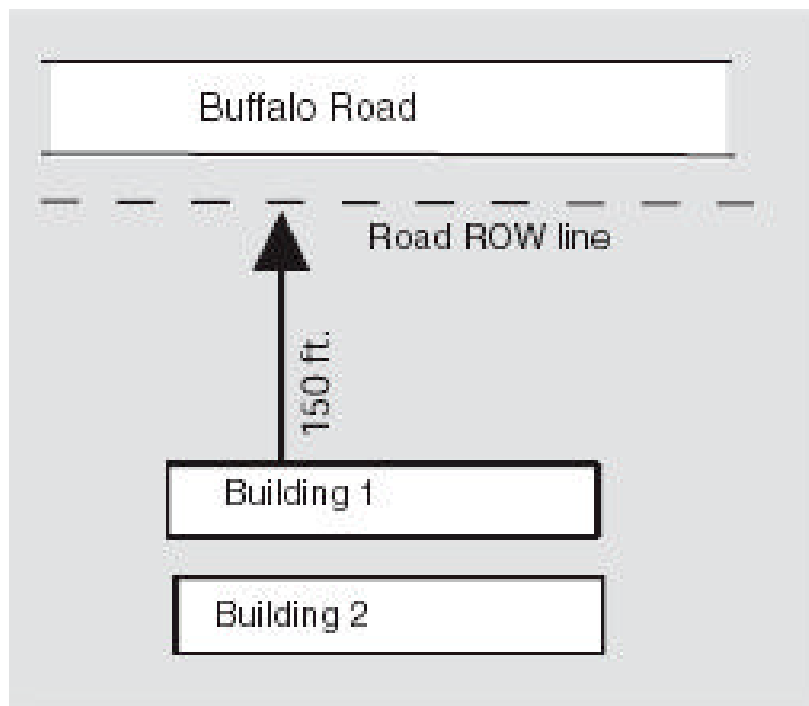 Buffalo Road
Road ROW line
150 ft.
Building 1
Building 2